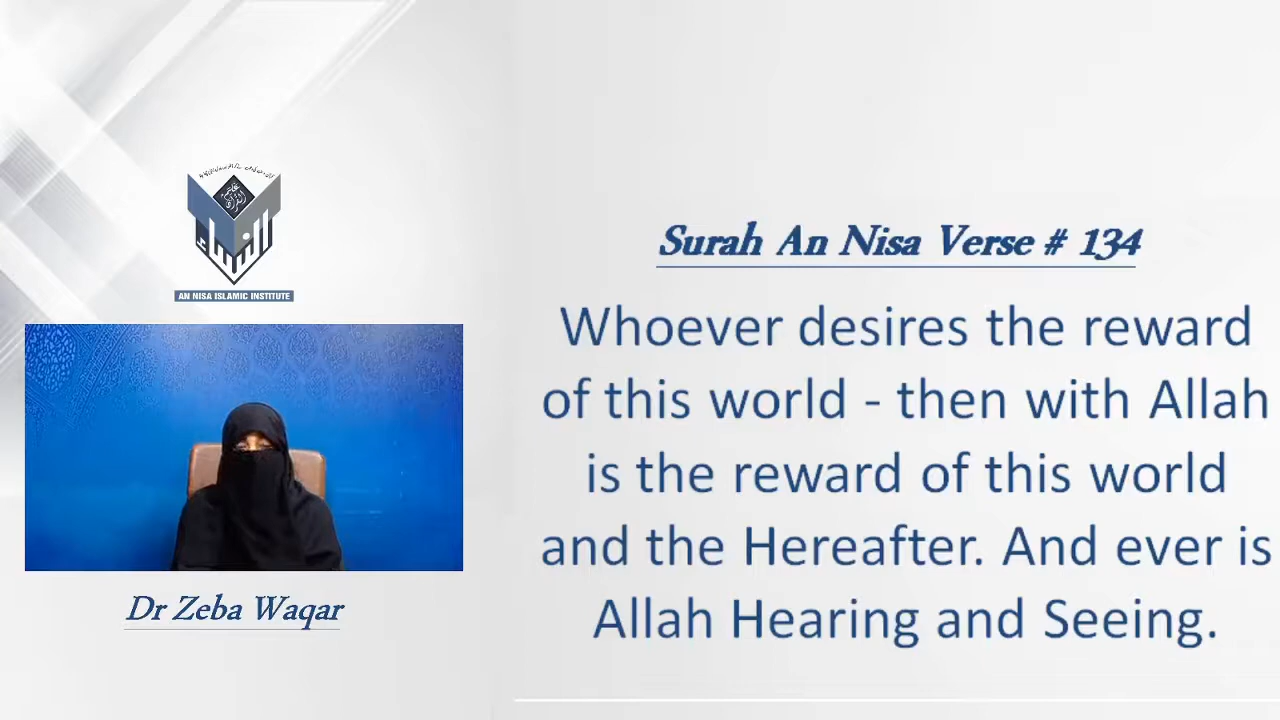 النساء
AN NISA ISLAMIC INSTITUTE
Dr Zeba Waqar
Surah An Nisa Verse # 134
Whoever desires the reward
of this world - then with Allah
is the reward of this world
and the Hereafter. And ever is
Allah Hearing and Seeing.